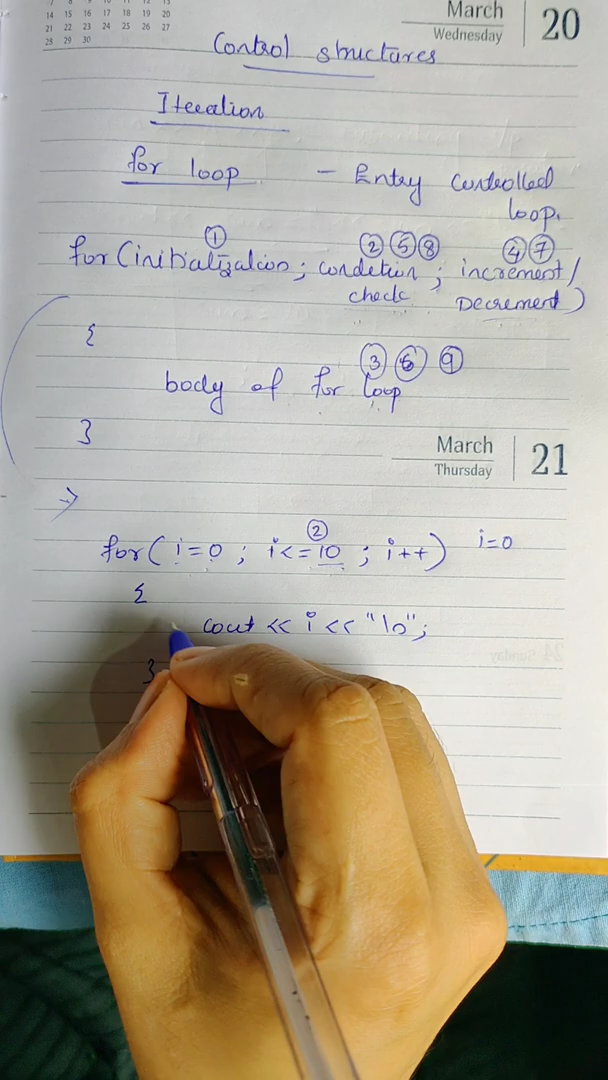 14 15 16 17 18 19 20
21 22 23 24 25 26 27
28 29 30
March
Wednesday
20
Control structures
Iteration
for loop - Entry controlled
loop.
① ② ⑤ ⑧ ④ ⑦
for (initialization ; condition ; increment/
check Decrement)
{
③ ⑥ ⑨
body of for loop
}
March
Thursday
21
②
for ( i=0 ; i<=10 ; i++) i=0
{
cout << i << "\n";
}